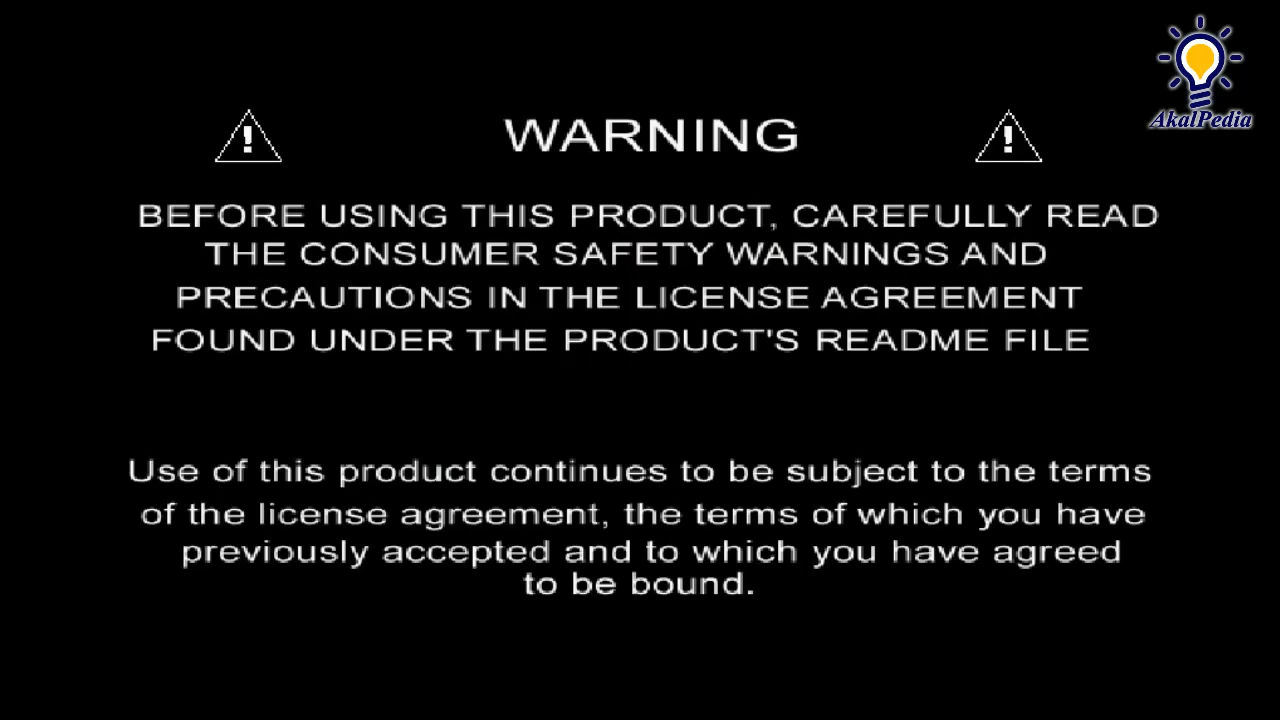 AkalPedia
WARNING
BEFORE USING THIS PRODUCT, CAREFULLY READ
THE CONSUMER SAFETY WARNINGS AND
PRECAUTIONS IN THE LICENSE AGREEMENT
FOUND UNDER THE PRODUCT'S README FILE
Use of this product continues to be subject to the terms
of the license agreement, the terms of which you have
previously accepted and to which you have agreed
to be bound.